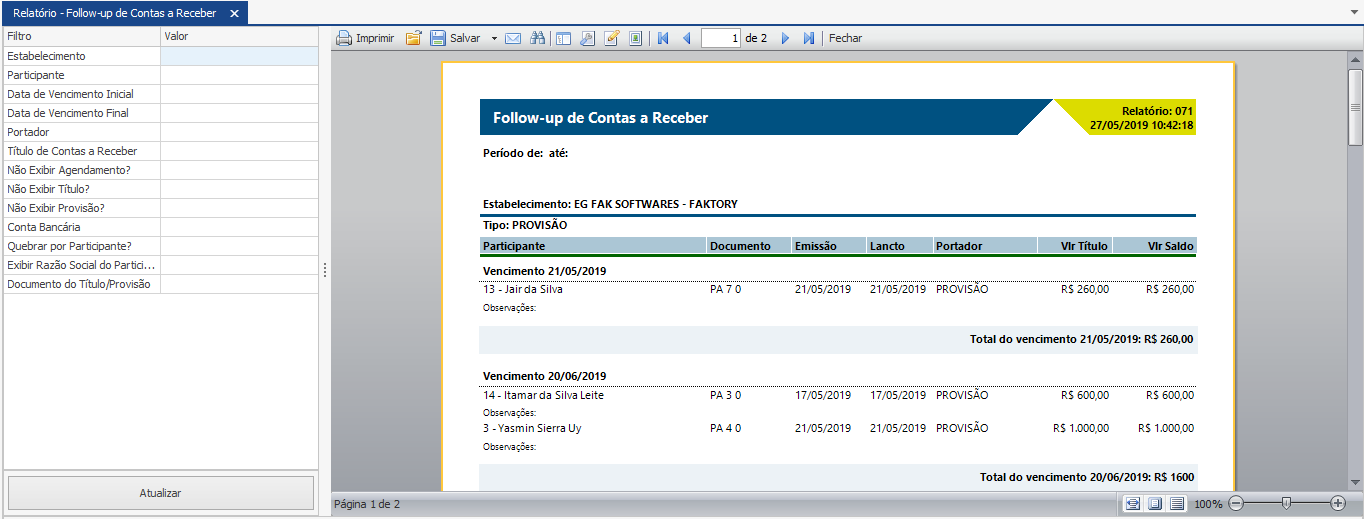 Relatório - Follow-up de Contas a Receber
Filtro Valor
Estabelecimento
Participante
Data de Vencimento Inicial
Data de Vencimento Final
Portador
Título de Contas a Receber
Não Exibir Agendamento?
Não Exibir Título?
Não Exibir Provisão?
Conta Bancária
Quebrar por Participante?
Exibir Razão Social do Partici...
Documento do Título/Provisão
Atualizar
Imprimir Salvar 1 de 2 Fechar
Follow-up de Contas a Receber
Relatório: 071
27/05/2019 10:42:18
Período de: até:
Estabelecimento: EG FAK SOFTWARES - FAKTORY
Tipo: PROVISÃO
Participante Documento Emissão Lancto Portador Vlr Título Vlr Saldo
Vencimento 21/05/2019
13 - Jair da Silva PA 7 0 21/05/2019 21/05/2019 PROVISÃO R$ 260,00 R$ 260,00
Observações:
Total do vencimento 21/05/2019: R$ 260,00
Vencimento 20/06/2019
14 - Itamar da Silva Leite PA 3 0 17/05/2019 17/05/2019 PROVISÃO R$ 600,00 R$ 600,00
Observações:
3 - Yasmin Sierra Uy PA 4 0 21/05/2019 21/05/2019 PROVISÃO R$ 1.000,00 R$ 1.000,00
Observações:
Total do vencimento 20/06/2019: R$ 1600
Página 1 de 2 100%